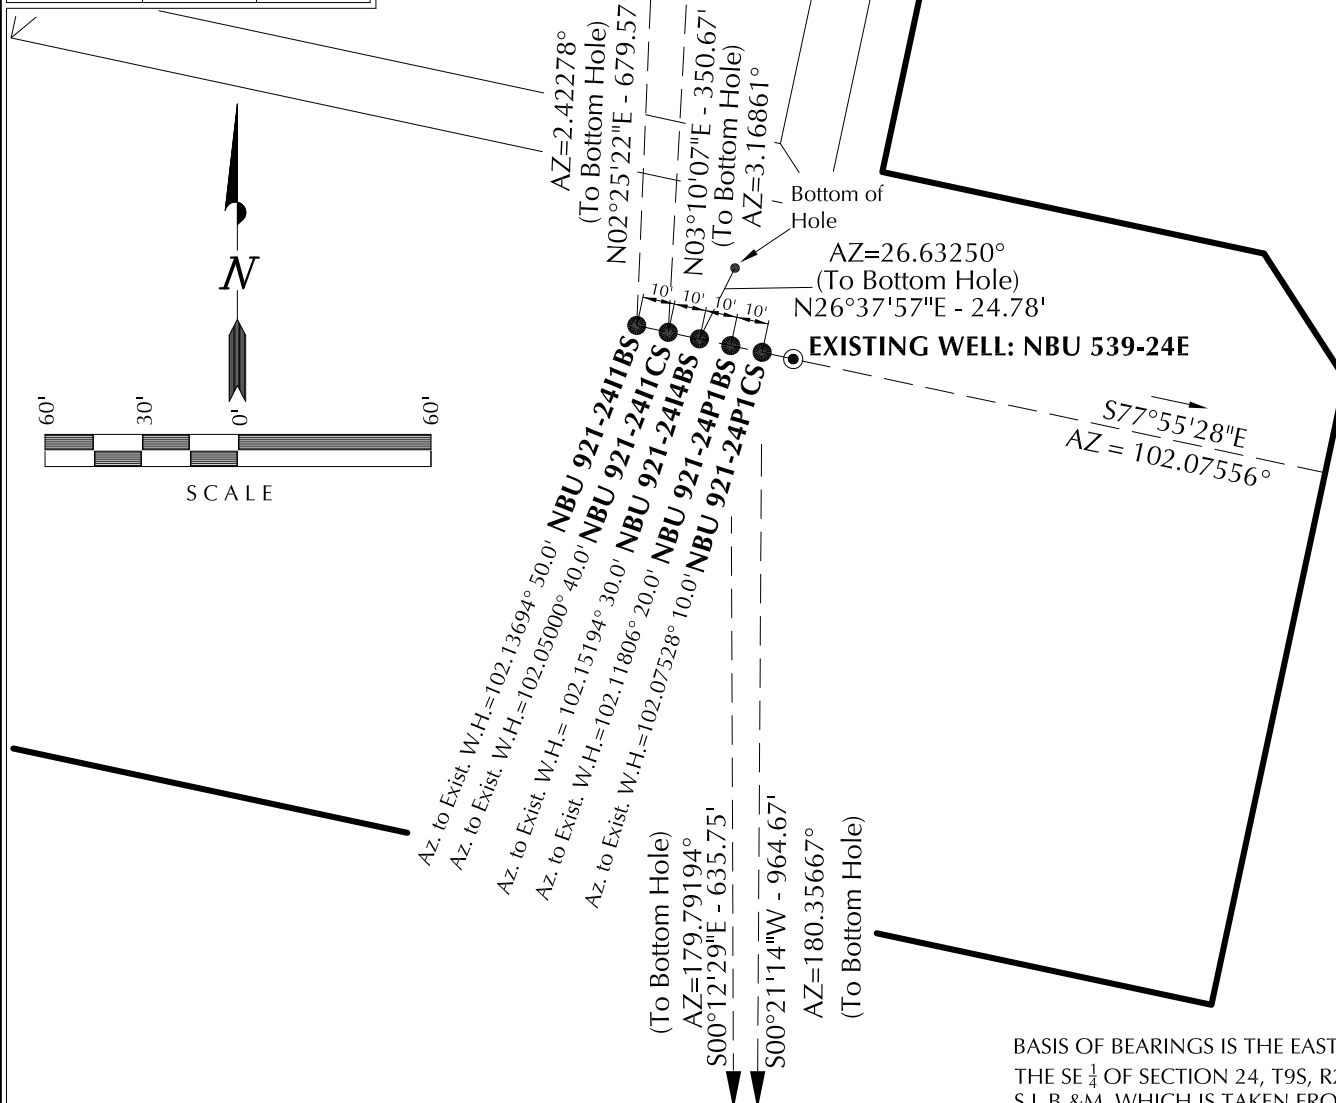 AZ=2.42278°
(To Bottom Hole)
N02°25'22"E - 679.57
N03°10'07"E - 350.67'
(To Bottom Hole)
AZ=3.16861°
Bottom of
Hole
AZ=26.63250°
(To Bottom Hole)
N26°37'57"E - 24.78'
N
10'
10'
10'
10'
EXISTING WELL: NBU 539-24E
S77°55'28"E
AZ = 102.07556°
60'
30'
0'
60'
SCALE
Az. to Exist. W.H.=102.13694° 50.0' NBU 921-24I1BS
Az. to Exist. W.H.=102.05000° 40.0' NBU 921-24I1CS
Az. to Exist. W.H.= 102.15194° 30.0' NBU 921-24I4BS
Az. to Exist. W.H.=102.11806° 20.0' NBU 921-24P1BS
Az. to Exist. W.H.=102.07528° 10.0' NBU 921-24P1CS
(To Bottom Hole)
AZ=179.79194°
S00°12'29"E - 635.75'
S00°21'14"W - 964.67'
AZ=180.35667°
(To Bottom Hole)
BASIS OF BEARINGS IS THE EAST
THE SE 1/4 OF SECTION 24, T9S, R2
S.L.B.&M. WHICH IS TAKEN FRO